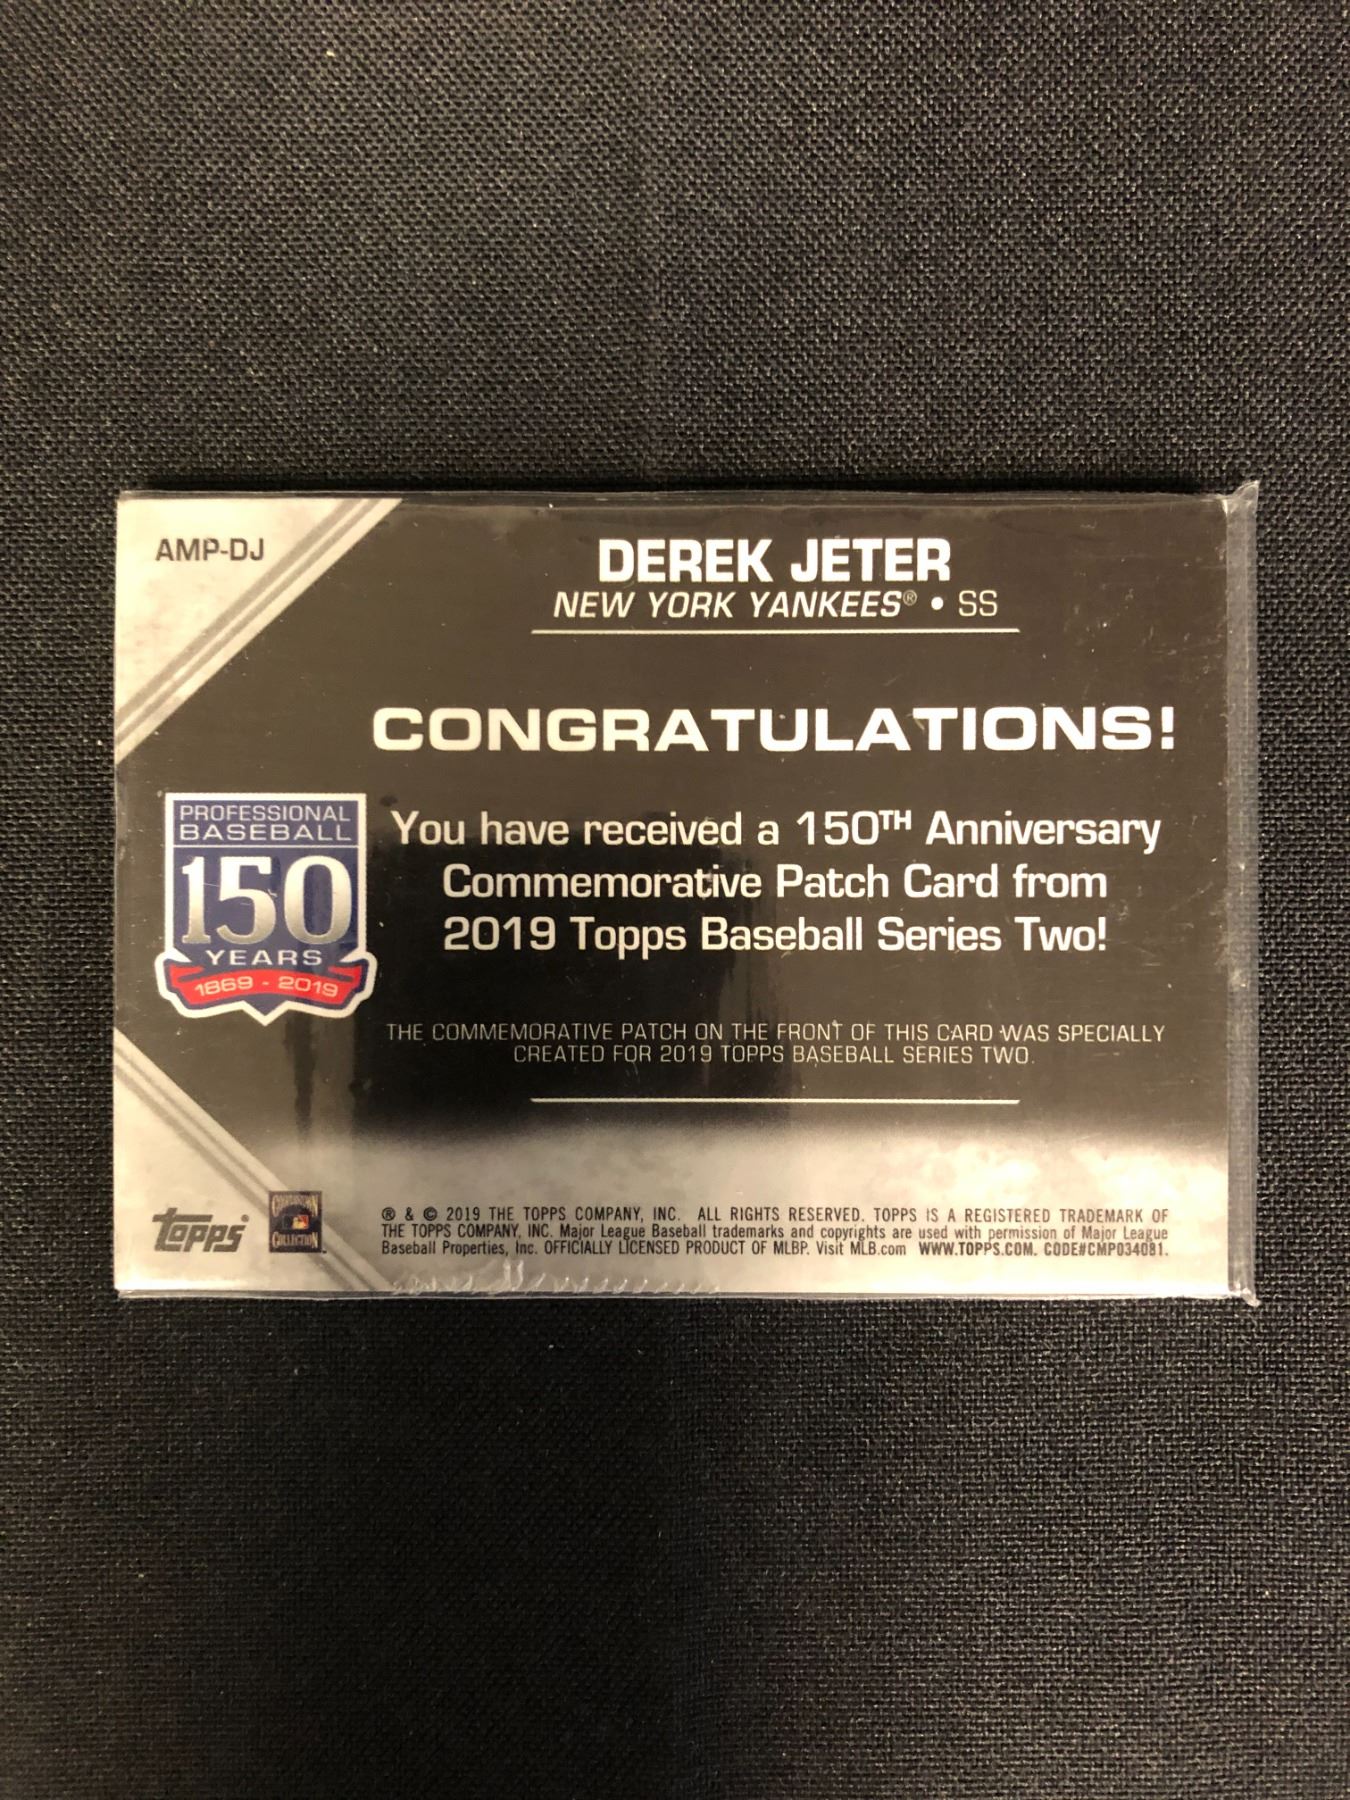 AMP-DJ
DEREK JETER
NEW YORK YANKEES® • SS
CONGRATULATIONS!
PROFESSIONAL
BASEBALL
150
YEARS
1869 - 2019
You have received a 150TH Anniversary
Commemorative Patch Card from
2019 Topps Baseball Series Two!
THE COMMEMORATIVE PATCH ON THE FRONT OF THIS CARD WAS SPECIALLY
CREATED FOR 2019 TOPPS BASEBALL SERIES TWO.
topps®
COOPERSTOWN
COLLECTION
® & © 2019 THE TOPPS COMPANY, INC. ALL RIGHTS RESERVED. TOPPS IS A REGISTERED TRADEMARK OF
THE TOPPS COMPANY, INC. Major League Baseball trademarks and copyrights are used with permission of Major League
Baseball Properties, Inc. OFFICIALLY LICENSED PRODUCT OF MLBP. Visit MLB.com WWW.TOPPS.COM. CODE#CMP034081.